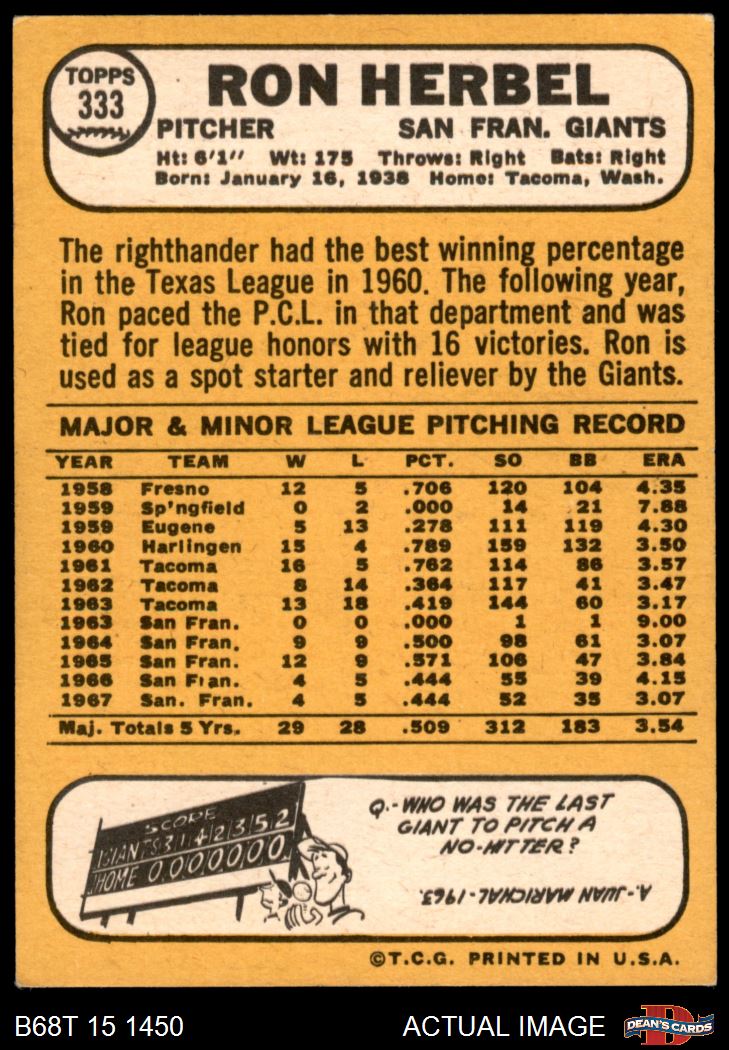 TOPPS
333
RON HERBEL
PITCHER SAN FRAN. GIANTS
Ht: 6'1" Wt: 175 Throws: Right Bats: Right
Born: January 16, 1938 Home: Tacoma, Wash.
The righthander had the best winning percentage
in the Texas League in 1960. The following year,
Ron paced the P.C.L. in that department and was
tied for league honors with 16 victories. Ron is
used as a spot starter and reliever by the Giants.
MAJOR & MINOR LEAGUE PITCHING RECORD
YEAR TEAM W L PCT. SO BB ERA
1958 Fresno 12 5 .706 120 104 4.35
1959 Sp'ngfield 0 2 .000 14 21 7.88
1959 Eugene 5 13 .278 111 119 4.30
1960 Harlingen 15 4 .789 159 132 3.50
1961 Tacoma 16 5 .762 114 86 3.57
1962 Tacoma 8 14 .364 117 41 3.47
1963 Tacoma 13 18 .419 144 60 3.17
1963 San Fran. 0 0 .000 1 1 9.00
1964 San Fran. 9 9 .500 98 61 3.07
1965 San Fran. 12 9 .571 106 47 3.84
1966 San Fran. 4 5 .444 55 39 4.15
1967 San. Fran. 4 5 .444 52 35 3.07
Maj. Totals 5 Yrs. 29 28 .509 312 183 3.54
SCORE
GIANTS 3 1 4 2 3 5 2
HOME 0 0 0 0 0 0 0
Q.-WHO WAS THE LAST
GIANT TO PITCH A
NO-HITTER?
A. JUAN MARICHAL-1963.
©T.C.G. PRINTED IN U.S.A.
B68T 15 1450 ACTUAL IMAGE
D
DEAN'S CARDS